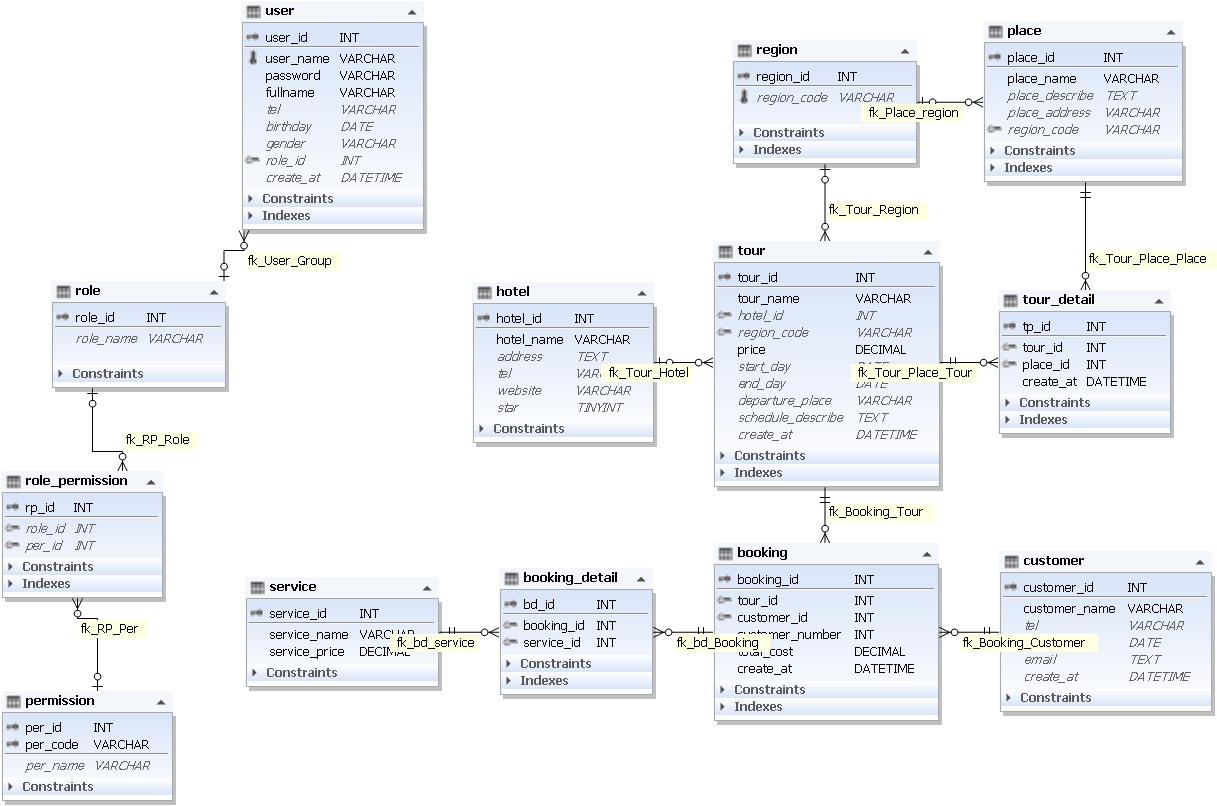 user
user_id INT
user_name VARCHAR
password VARCHAR
fullname VARCHAR
tel VARCHAR
birthday DATE
gender VARCHAR
role_id INT
create_at DATETIME
Constraints
Indexes
fk_User_Group
role
role_id INT
role_name VARCHAR
Constraints
fk_RP_Role
role_permission
rp_id INT
role_id INT
per_id INT
Constraints
Indexes
fk_RP_Per
permission
per_id INT
per_code VARCHAR
per_name VARCHAR
Constraints
region
region_id INT
region_code VARCHAR
Constraints
Indexes
fk_Place_region
place
place_id INT
place_name VARCHAR
place_describe TEXT
place_address VARCHAR
region_code VARCHAR
Constraints
Indexes
fk_Tour_Region
fk_Tour_Place_Place
hotel
hotel_id INT
hotel_name VARCHAR
address TEXT
tel
website VARCHAR
star TINYINT
Constraints
fk_Tour_Hotel
tour
tour_id INT
tour_name VARCHAR
hotel_id INT
region_code VARCHAR
price DECIMAL
start_day
end_day DATE
departure_place VARCHAR
schedule_describe TEXT
create_at DATETIME
Constraints
Indexes
fk_Tour_Place_Tour
tour_detail
tp_id INT
tour_id INT
place_id INT
create_at DATETIME
Constraints
Indexes
fk_Booking_Tour
service
service_id INT
service_name
service_price DECIMAL
Constraints
fk_bd_service
booking_detail
bd_id INT
booking_id INT
service_id INT
Constraints
Indexes
fk_bd_Booking
booking
booking_id INT
tour_id INT
customer_id INT
customer_number INT
total_cost DECIMAL
create_at DATETIME
Constraints
Indexes
fk_Booking_Customer
customer
customer_id INT
customer_name VARCHAR
tel VARCHAR
DATE
email TEXT
create_at DATETIME
Constraints